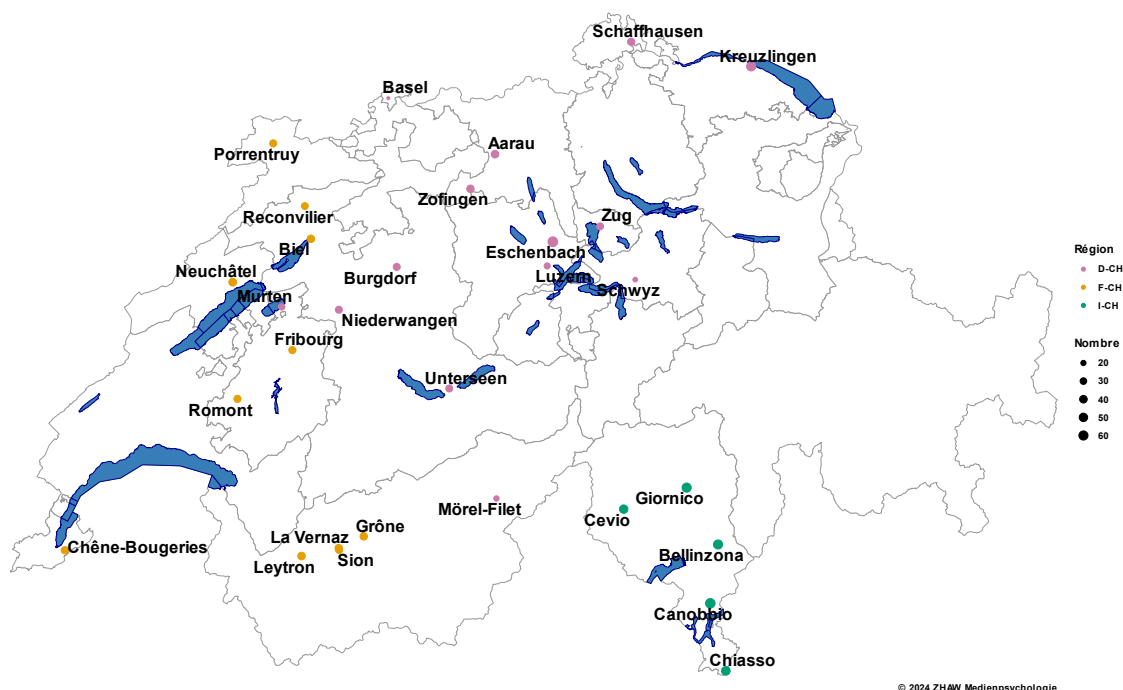 Schaffhausen
Kreuzlingen
Basel
Aarau
Porrentruy
Zofingen
Reconvilier
Zug
Biel
Eschenbach
Région
D-CH
F-CH
I-CH
Neuchâtel
Burgdorf
Luzern
Schwyz
Murten
Niederwangen
Fribourg
Nombre
20
30
40
50
60
Unterseen
Romont
Giornico
Mörel-Filet
Cevio
Grône
La Vernaz
Chêne-Bougeries
Sion
Leytron
Bellinzona
Canobbio
Chiasso
© 2024 ZHAW Medienpsychologie